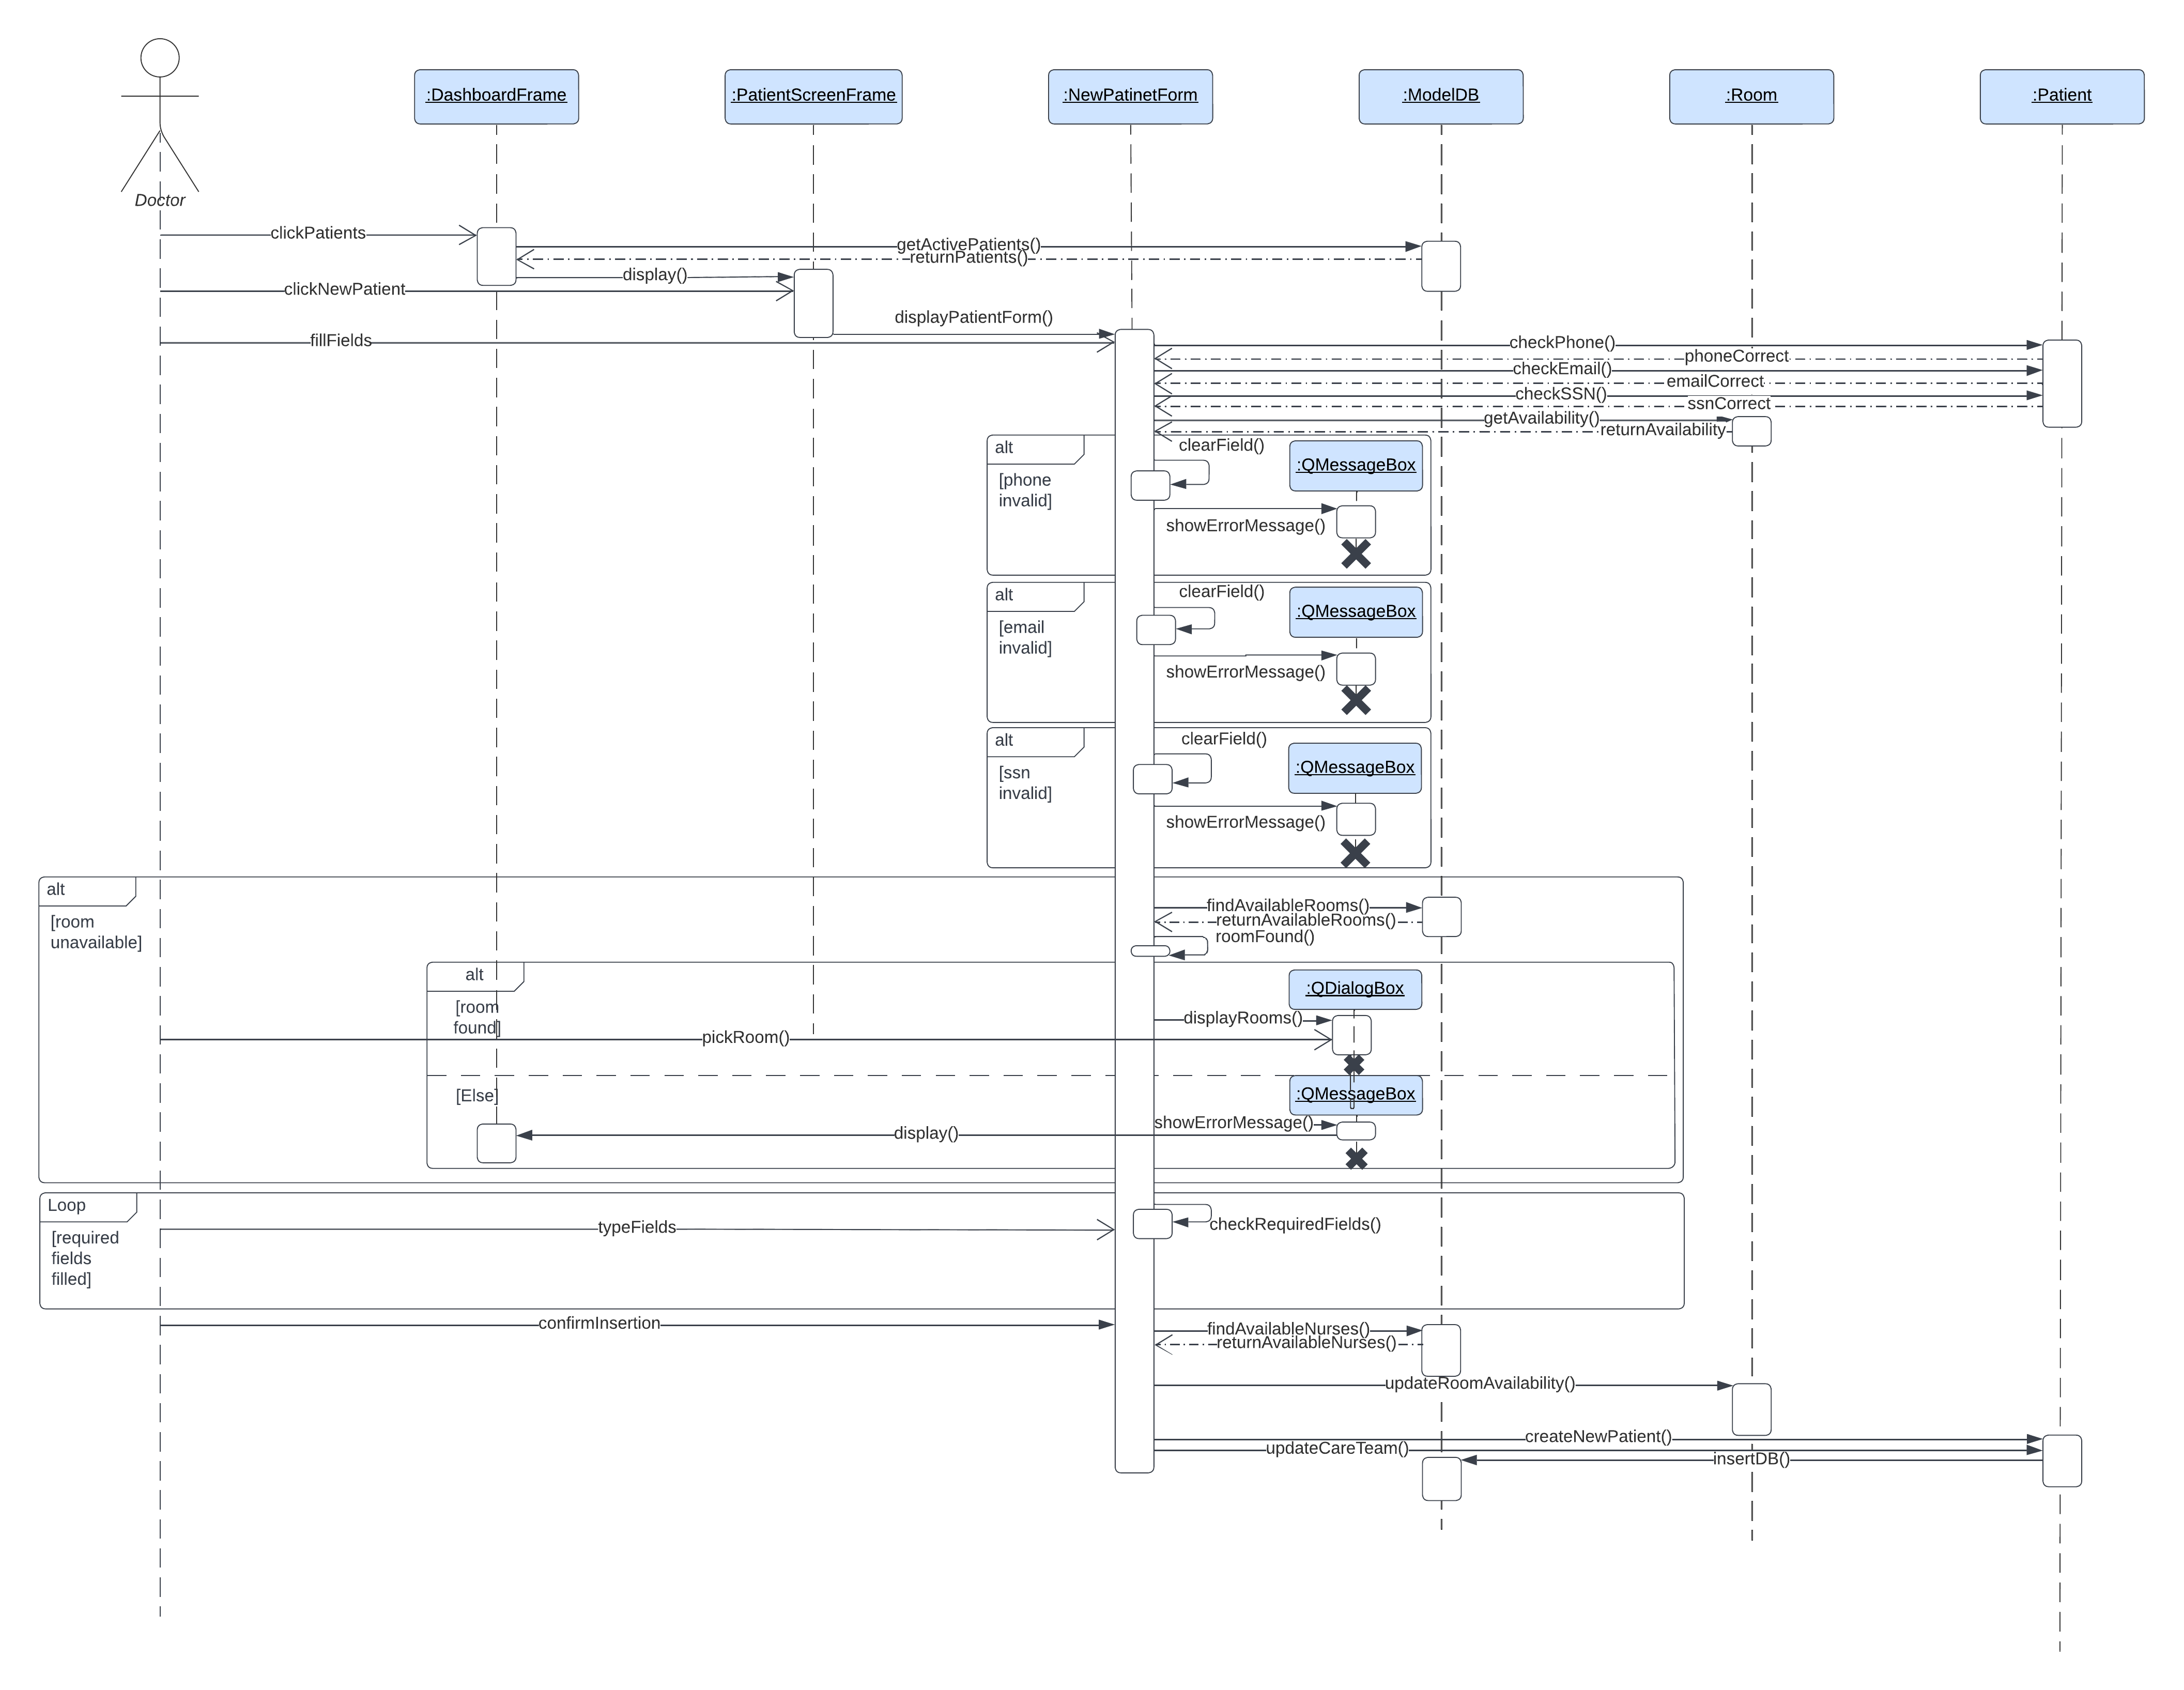 :DashboardFrame
:PatientScreenFrame
:NewPatinetForm
:ModelDB
:Room
:Patient
Doctor
clickPatients
getActivePatients()
returnPatients()
display()
clickNewPatient
displayPatientForm()
fillFields
checkPhone()
phoneCorrect
checkEmail()
emailCorrect
checkSSN()
ssnCorrect
getAvailability()
returnAvailability
alt
clearField()
:QMessageBox
[phone
invalid]
showErrorMessage()
alt
clearField()
:QMessageBox
[email
invalid]
showErrorMessage()
alt
clearField()
:QMessageBox
[ssn
invalid]
showErrorMessage()
alt
[room
unavailable]
findAvailableRooms()
returnAvailableRooms()
roomFound()
alt
:QDialogBox
[room
found]
displayRooms()
pickRoom()
[Else]
:QMessageBox
showErrorMessage()
display()
Loop
[required
fields
filled]
typeFields
checkRequiredFields()
confirmInsertion
findAvailableNurses()
returnAvailableNurses()
updateRoomAvailability()
createNewPatient()
updateCareTeam()
insertDB()